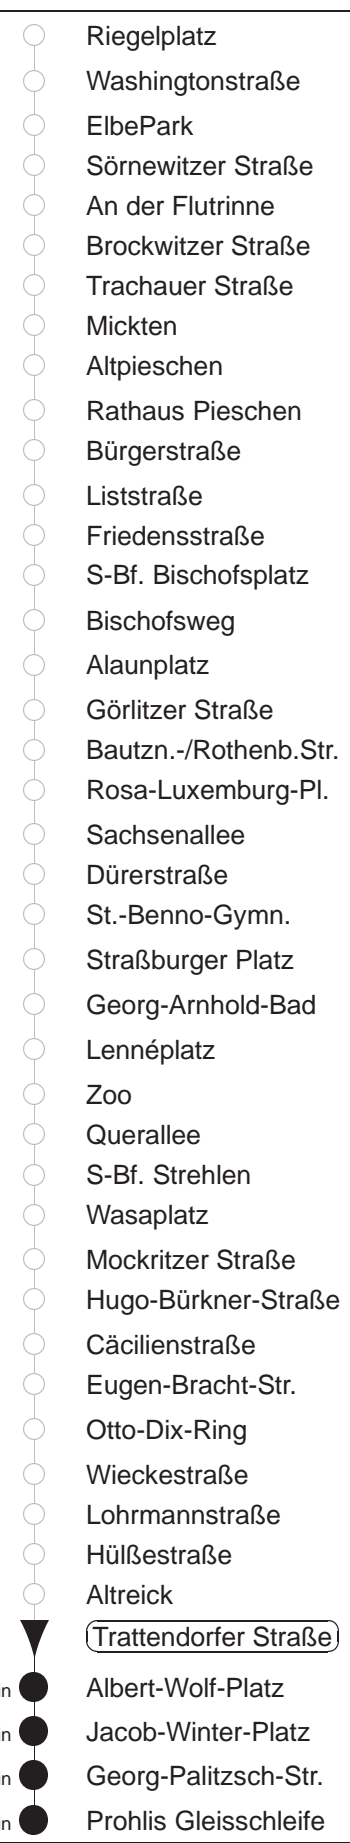 Riegelplatz
Washingtonstraße
ElbePark
Sörnewitzer Straße
An der Flutrinne
Brockwitzer Straße
Trachauer Straße
Mickten
Altpieschen
Rathaus Pieschen
Bürgerstraße
Liststraße
Friedensstraße
S-Bf. Bischofsplatz
Bischofsweg
Alaunplatz
Görlitzer Straße
Bautzn.-/Rothenb.Str.
Rosa-Luxemburg-Pl.
Sachsenallee
Dürerstraße
St.-Benno-Gymn.
Straßburger Platz
Georg-Arnhold-Bad
Lennéplatz
Zoo
Querallee
S-Bf. Strehlen
Wasaplatz
Mockritzer Straße
Hugo-Bürkner-Straße
Cäcilienstraße
Eugen-Bracht-Str.
Otto-Dix-Ring
Wieckestraße
Lohrmannstraße
Hülßestraße
Altreick
Trattendorfer Straße
Albert-Wolf-Platz
Jacob-Winter-Platz
Georg-Palitzsch-Str.
Prohlis Gleisschleife